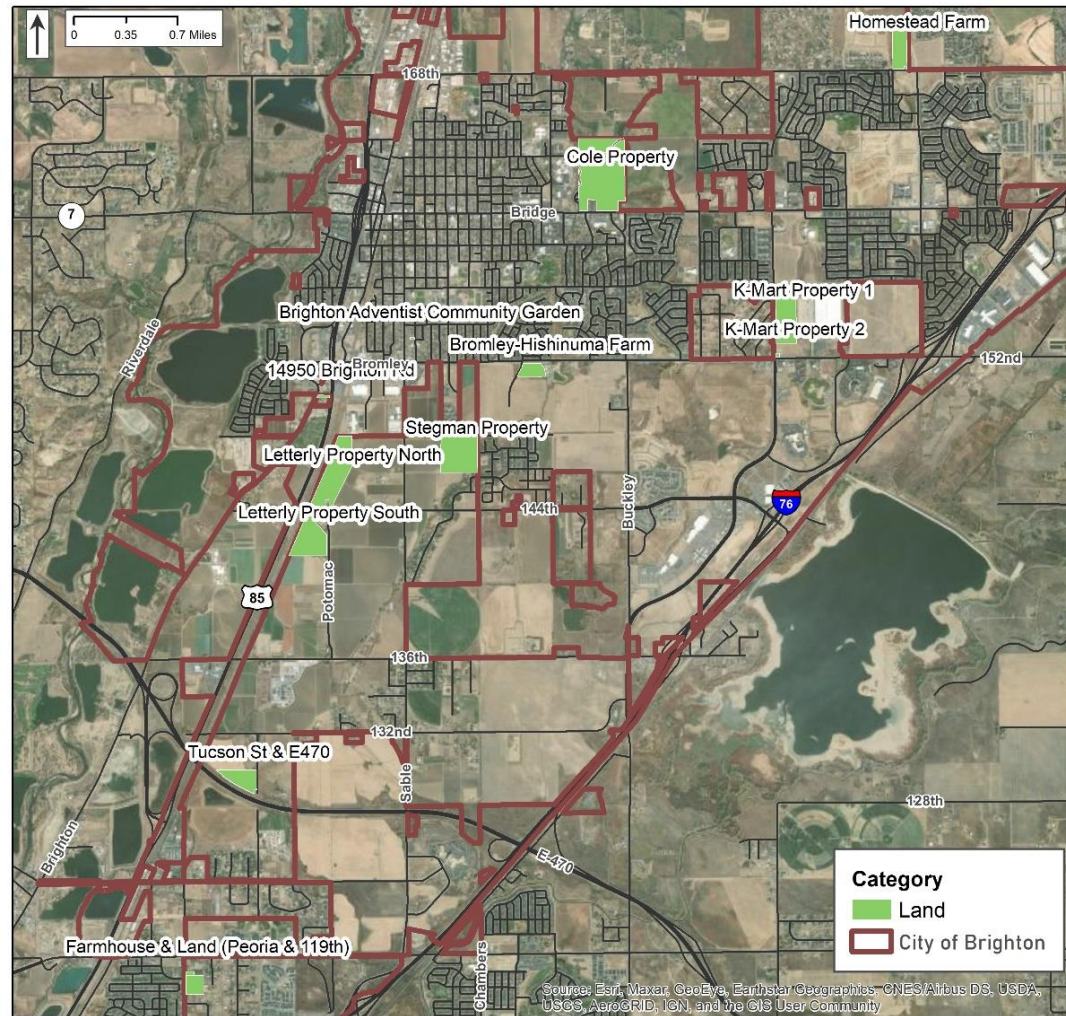 Homestead Farm
0 0.35 0.7 Miles
168th
Cole Property
7
Bridge
K-Mart Property 1
Brighton Adventist Community Garden
K-Mart Property 2
Riverdale
Bromley-Hishinuma Farm
152nd
Bromley
14950 Brighton Rd
Stegman Property
Letterly Property North
76
144th
Buckley
Letterly Property South
Potomac
85
136th
132nd
Tucson St & E470
Sable
128th
Brighton
E-470
Category
Land
City of Brighton
Farmhouse & Land (Peoria & 119th)
Chambers
Source: Esri, Maxar, GeoEye, Earthstar Geographics, CNES/Airbus DS, USDA,
USGS, AeroGRID, IGN, and the GIS User Community